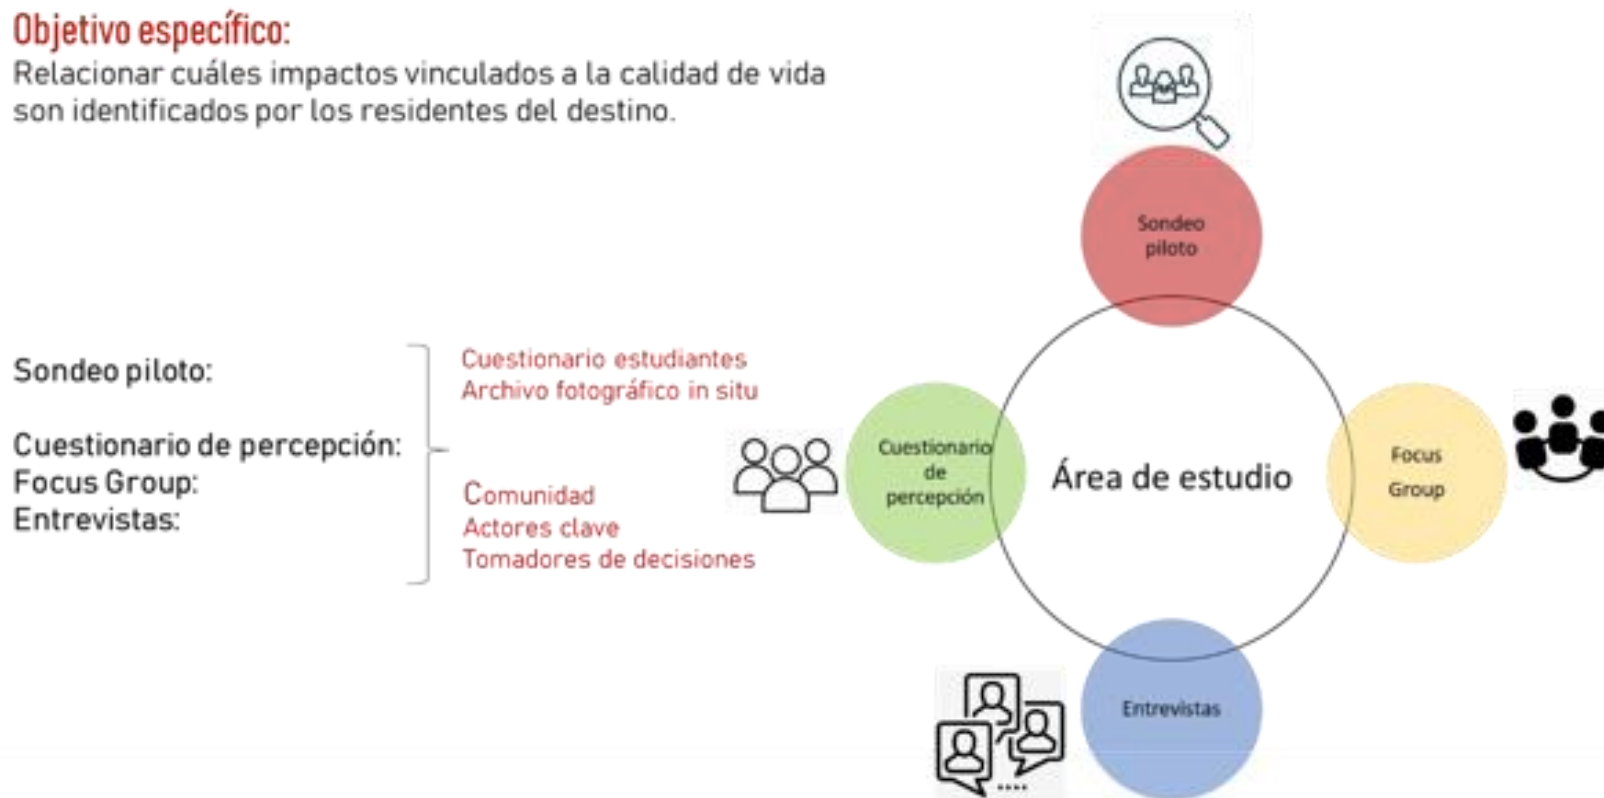 Objetivo específico:
Relacionar cuáles impactos vinculados a la calidad de vida
son identificados por los residentes del destino.
Sondeo piloto:
Cuestionario de percepción:
Focus Group:
Entrevistas:
Cuestionario estudiantes
Archivo fotográfico in situ
Comunidad
Actores clave
Tomadores de decisiones
Sondeo
piloto
Cuestionario
de
percepción
Área de estudio
Focus
Group
Entrevistas